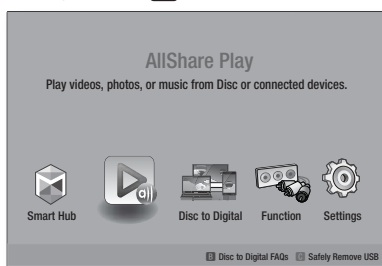 AllShare Play
Play videos, photos, or music from Disc or connected devices.
Smart Hub
Disc to Digital
Function
Settings
B Disc to Digital FAQs C Safely Remove USB